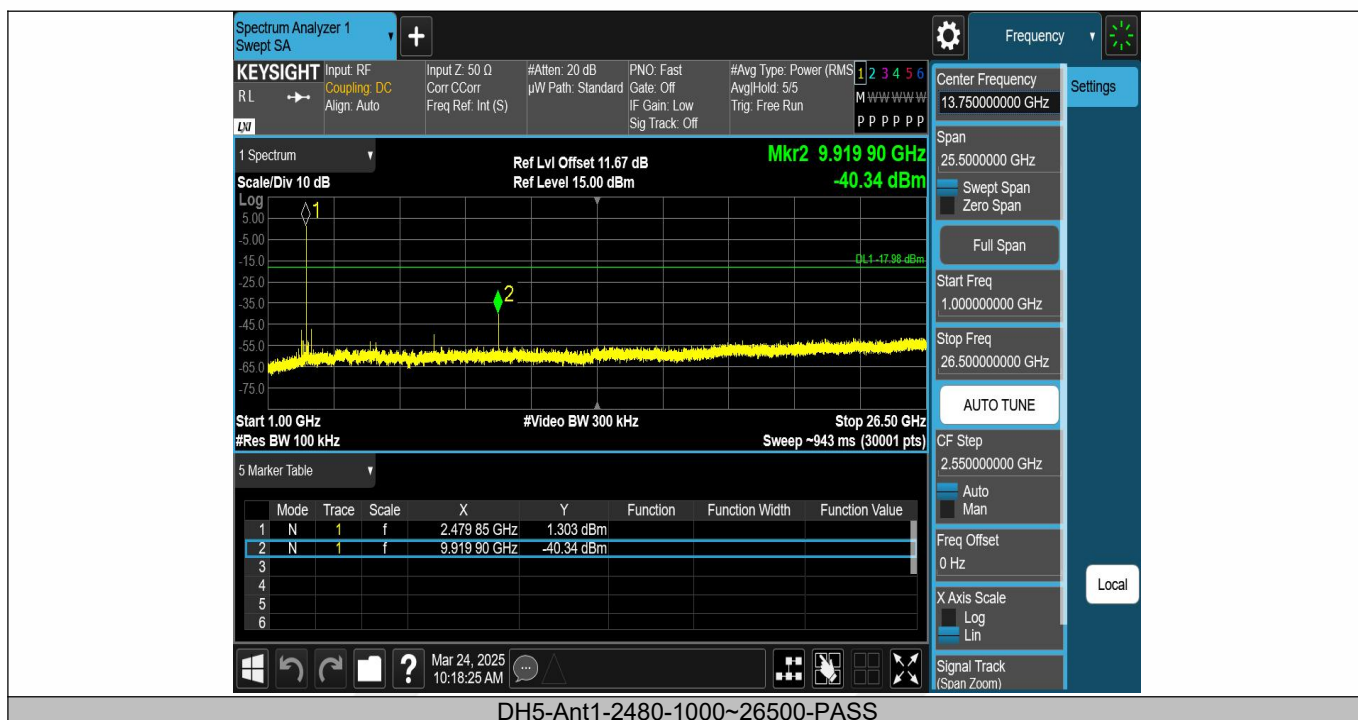 Spectrum Analyzer 1
Swept SA
Frequency
KEYSIGHT
RL
LXI
Input: RF
Coupling: DC
Align: Auto
Input Z: 50 Ω
Corr CCorr
Freq Ref: Int (S)
#Atten: 20 dB
µW Path: Standard
PNO: Fast
Gate: Off
IF Gain: Low
Sig Track: Off
#Avg Type: Power (RMS
Avg|Hold: 5/5
Trig: Free Run
1 2 3 4 5 6
M W W W W W
P P P P P P
1 Spectrum
Scale/Div 10 dB
Ref Lvl Offset 11.67 dB
Ref Level 15.00 dBm
Mkr2 9.919 90 GHz
-40.34 dBm
Log
5.00
-5.00
-15.0
-25.0
-35.0
-45.0
-55.0
-65.0
-75.0
1
2
DL1 -17.98 dBm
Start 1.00 GHz
#Res BW 100 kHz
#Video BW 300 kHz
Stop 26.50 GHz
Sweep ~943 ms (30001 pts)
5 Marker Table
Mode Trace Scale X Y Function Function Width Function Value
1 N 1 f 2.479 85 GHz 1.303 dBm
2 N 1 f 9.919 90 GHz -40.34 dBm
3
4
5
6
?
Mar 24, 2025
10:18:25 AM
Center Frequency
13.750000000 GHz
Settings
Span
25.5000000 GHz
Swept Span
Zero Span
Full Span
Start Freq
1.000000000 GHz
Stop Freq
26.500000000 GHz
AUTO TUNE
CF Step
2.550000000 GHz
Auto
Man
Freq Offset
0 Hz
Local
X Axis Scale
Log
Lin
Signal Track
(Span Zoom)
DH5-Ant1-2480-1000~26500-PASS